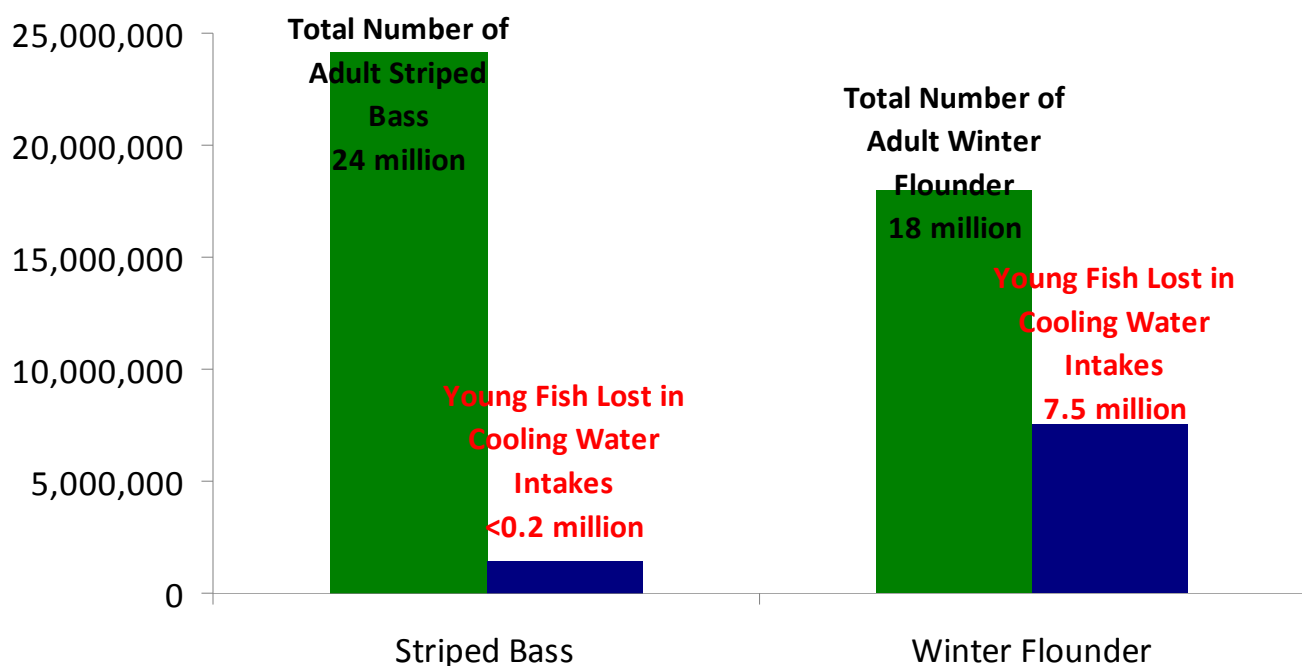 25,000,000
20,000,000
15,000,000
10,000,000
5,000,000
0
Total Number of
Adult Striped
Bass
24 million
Young Fish Lost in
Cooling Water
Intakes
<0.2 million
Total Number of
Adult Winter
Flounder
18 million
Young Fish Lost in
Cooling Water
Intakes
7.5 million
Striped Bass
Winter Flounder